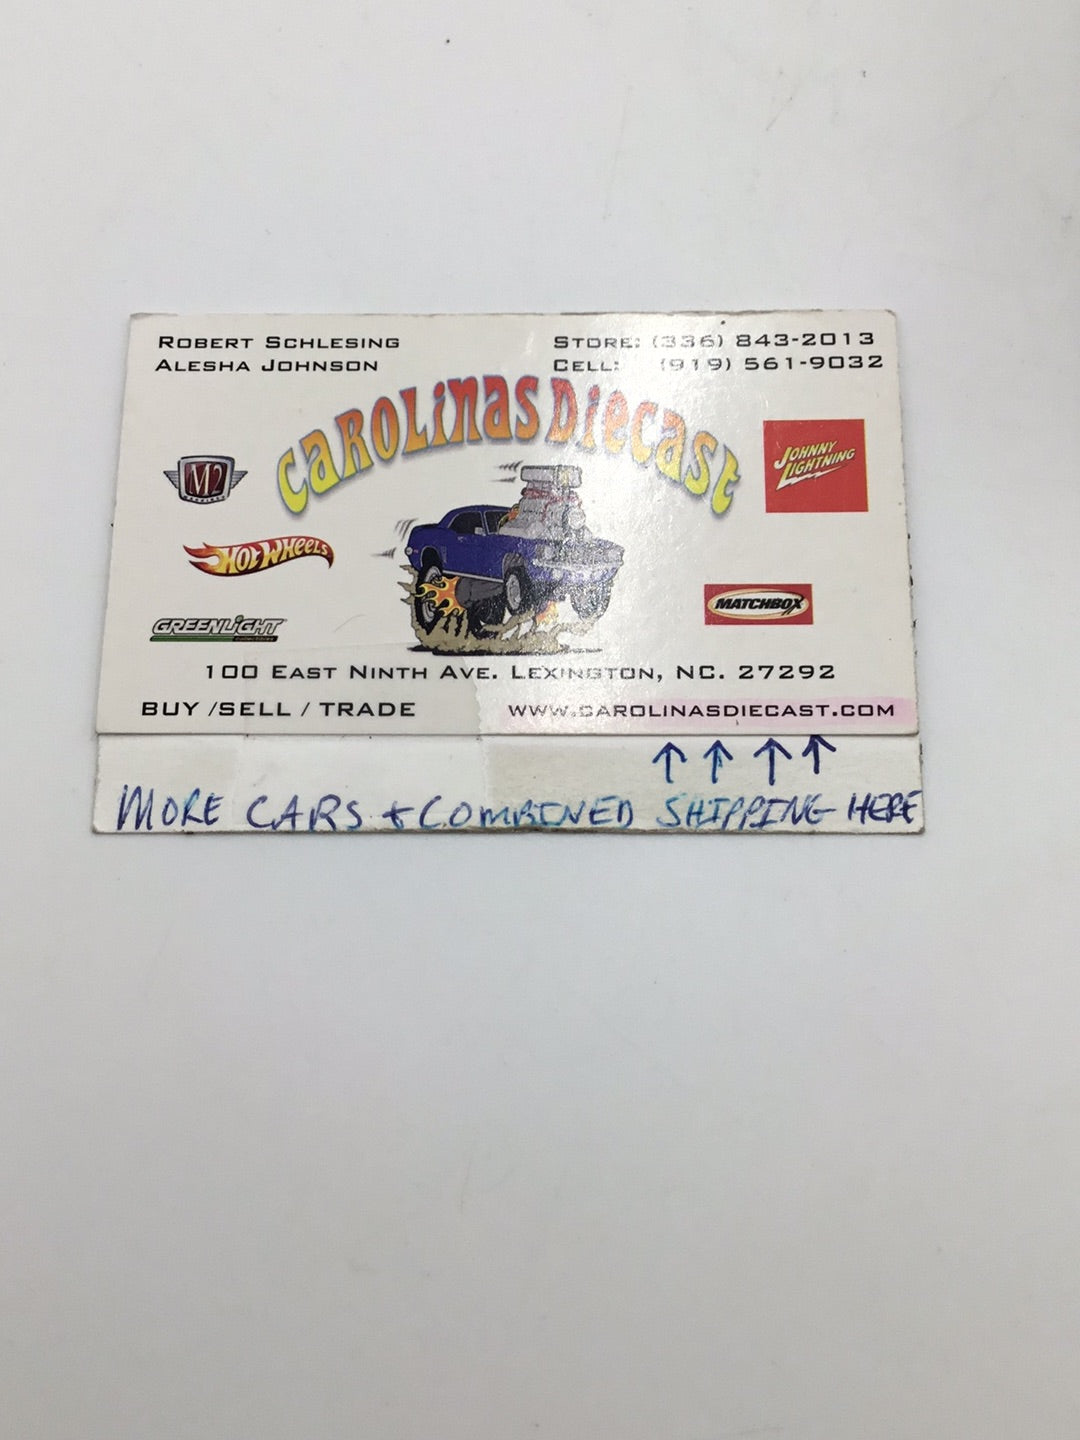 ROBERT SCHLESING
ALESHA JOHNSON
STORE: (336) 843-2013
CELL: (919) 561-9032
CAROLINAS DIECAST
M2
JOHNNY LIGHTNING
HOT WHEELS
MATCHBOX
GREENLIGHT
collectibles
100 EAST NINTH AVE. LEXINGTON, NC. 27292
BUY /SELL / TRADE
WWW.CAROLINASDIECAST.COM
MORE CARS + COMBINED SHIPPING HERE